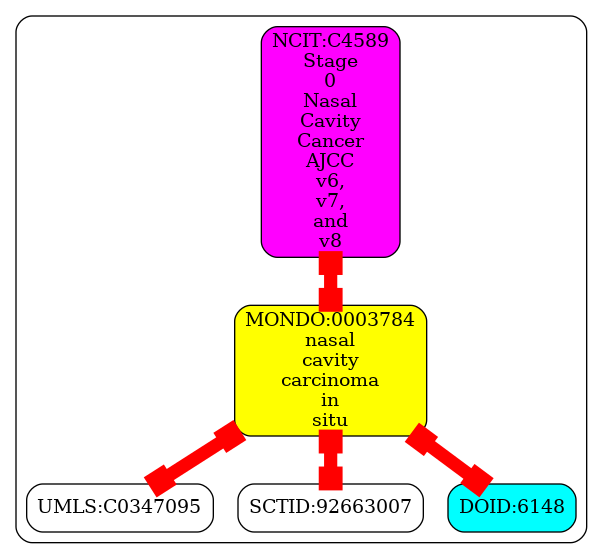 NCIT:C4589
Stage
0
Nasal
Cavity
Cancer
AJCC
v6,
v7,
and
v8
MONDO:0003784
nasal
cavity
carcinoma
in
situ
UMLS:C0347095
SCTID:92663007
DOID:6148